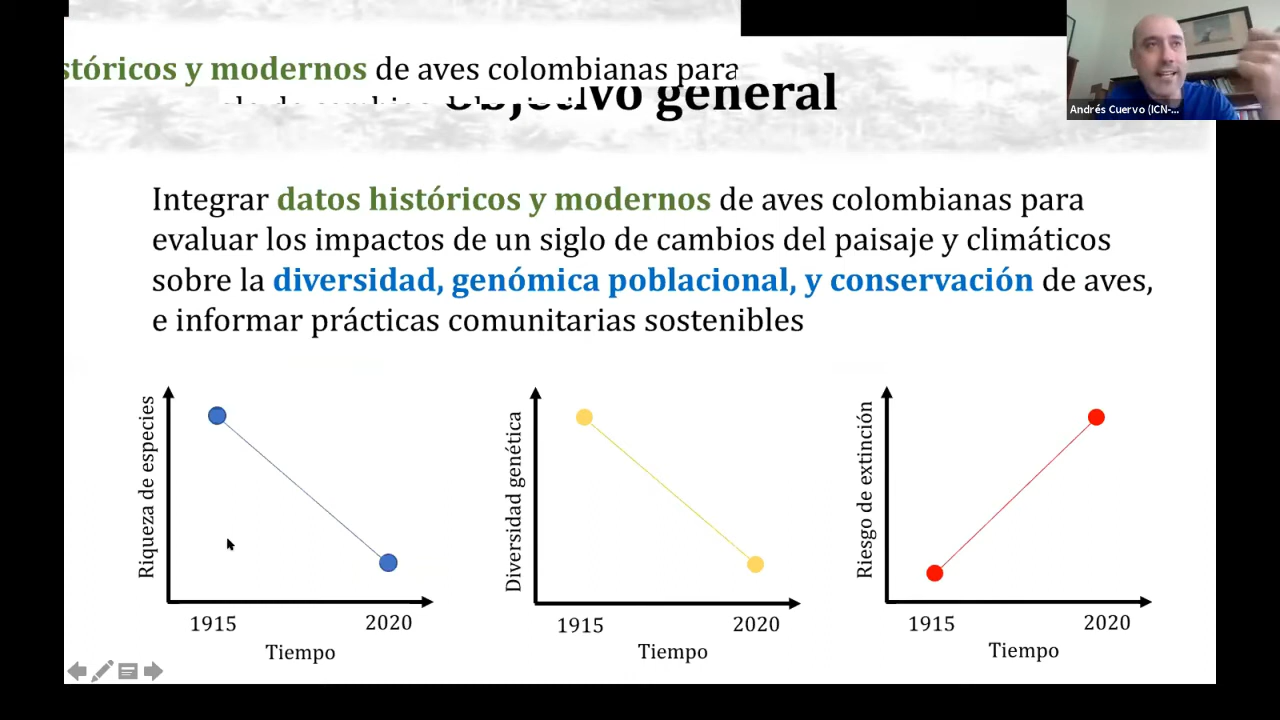 stóricos y modernos de aves colombianas para
Objetivo general
Andrés Cuervo (ICN-...
Integrar datos históricos y modernos de aves colombianas para
evaluar los impactos de un siglo de cambios del paisaje y climáticos
sobre la diversidad, genómica poblacional, y conservación de aves,
e informar prácticas comunitarias sostenibles
Riqueza de especies
1915
2020
Tiempo
Diversidad genética
1915
2020
Tiempo
Riesgo de extinción
1915
2020
Tiempo